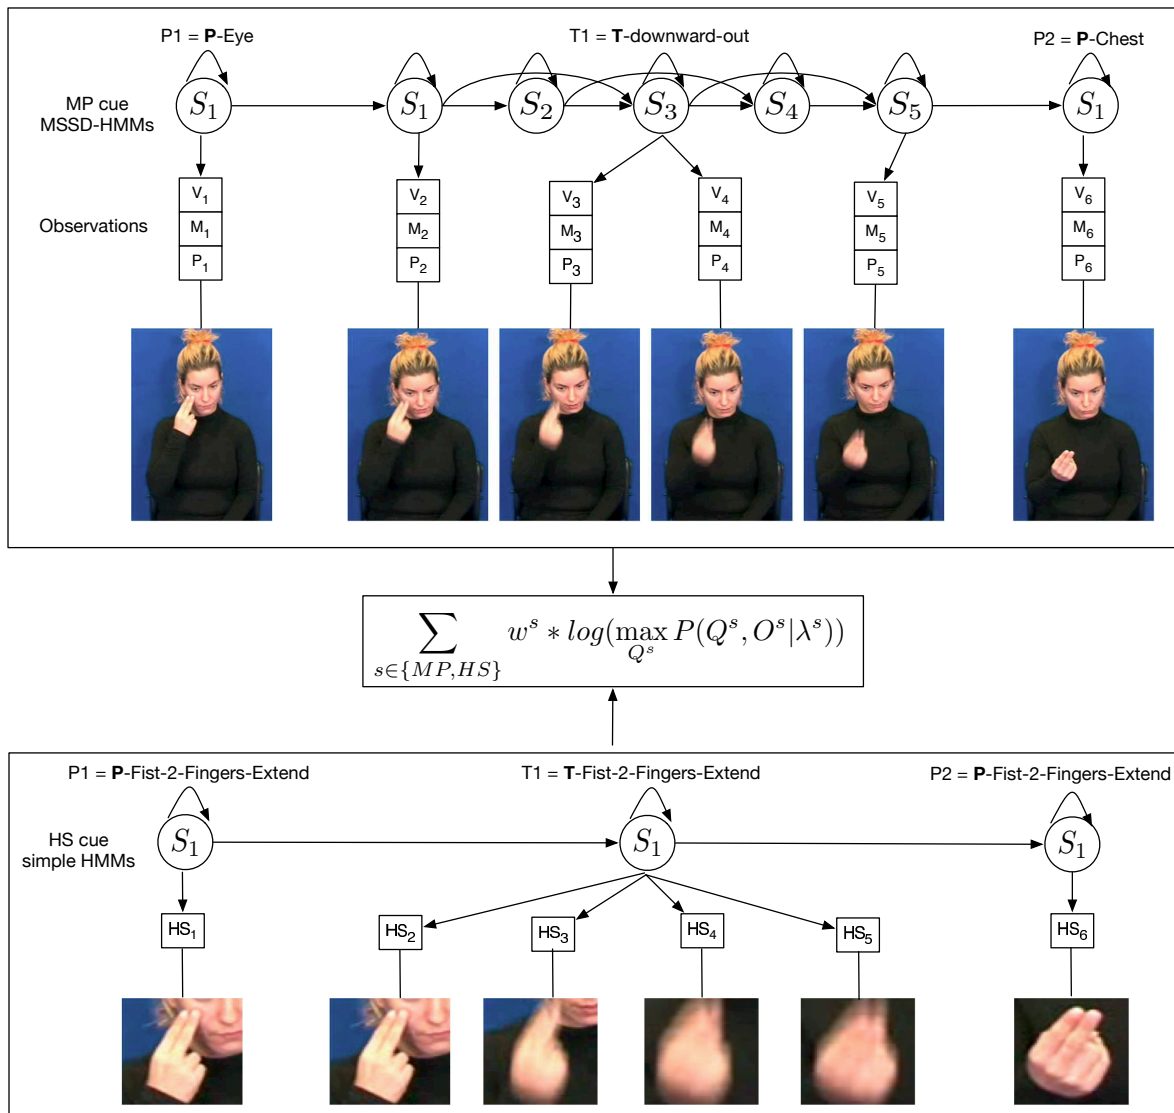 P1 = P-Eye
T1 = T-downward-out
P2 = P-Chest
MP cue
MSSD-HMMs
S₁ S₁ S₂ S₃ S₄ S₅ S₁
Observations
V₁ V₂ V₃ V₄ V₅ V₆
M₁ M₂ M₃ M₄ M₅ M₆
P₁ P₂ P₃ P₄ P₅ P₆
∑ s∈{MP,HS} w^s * log(max_{Q^s} P(Q^s, O^s|λ^s))
P1 = P-Fist-2-Fingers-Extend
T1 = T-Fist-2-Fingers-Extend
P2 = P-Fist-2-Fingers-Extend
HS cue
simple HMMs
S₁ S₁ S₁
HS₁ HS₂ HS₃ HS₄ HS₅ HS₆